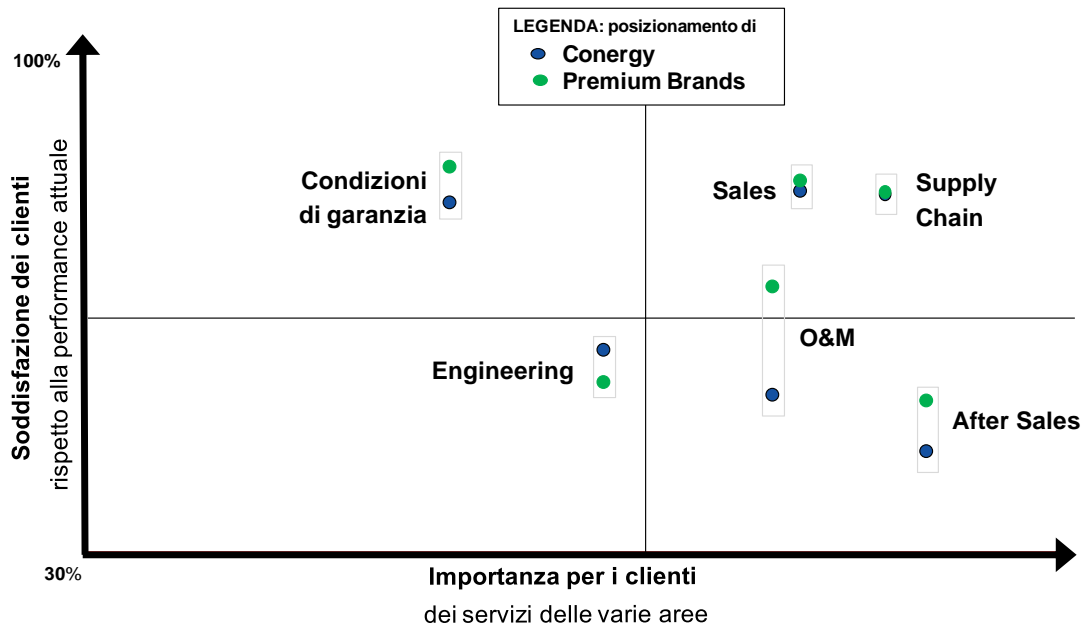 LEGENDA: posizionamento di
Conergy
Premium Brands
100%
Soddisfazione dei clienti
rispetto alla performance attuale
Condizioni
di garanzia
Sales
Supply
Chain
O&M
Engineering
After Sales
30%
Importanza per i clienti
dei servizi delle varie aree